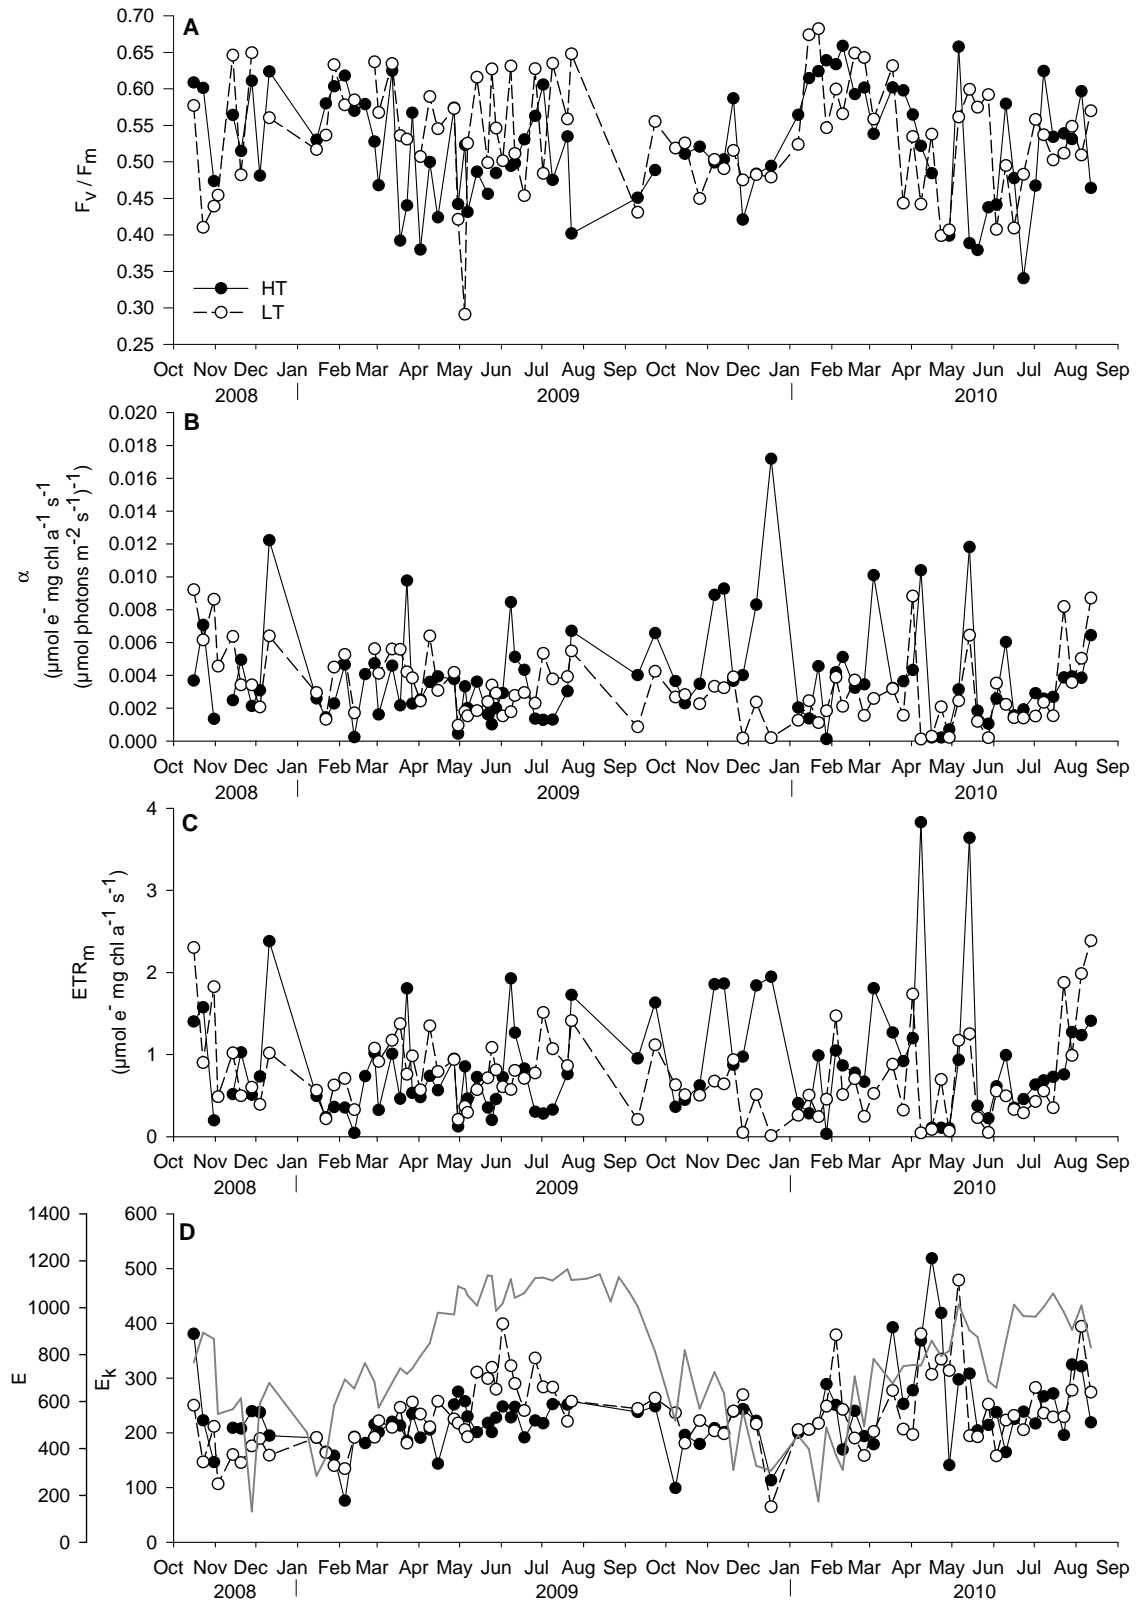 A
0.70
0.65
0.60
0.55
0.50
0.45
0.40
0.35
0.30
0.25
Fv / Fm
HT
LT
Oct Nov Dec Jan Feb Mar Apr May Jun Jul Aug Sep Oct Nov Dec Jan Feb Mar Apr May Jun Jul Aug Sep
2008 2009 2010
B
0.020
0.018
0.016
0.014
0.012
0.010
0.008
0.006
0.004
0.002
0.000
α
(µmol e- mg chl a-1 s-1
(µmol photons m-2 s-1)-1)
Oct Nov Dec Jan Feb Mar Apr May Jun Jul Aug Sep Oct Nov Dec Jan Feb Mar Apr May Jun Jul Aug Sep
2008 2009 2010
C
4
3
2
1
0
ETRm
(µmol e- mg chl a-1 s-1)
Oct Nov Dec Jan Feb Mar Apr May Jun Jul Aug Sep Oct Nov Dec Jan Feb Mar Apr May Jun Jul Aug Sep
2008 2009 2010
D
1400
1200
1000
800
600
400
200
0
E
600
500
400
300
200
100
0
Ek
Oct Nov Dec Jan Feb Mar Apr May Jun Jul Aug Sep Oct Nov Dec Jan Feb Mar Apr May Jun Jul Aug Sep
2008 2009 2010